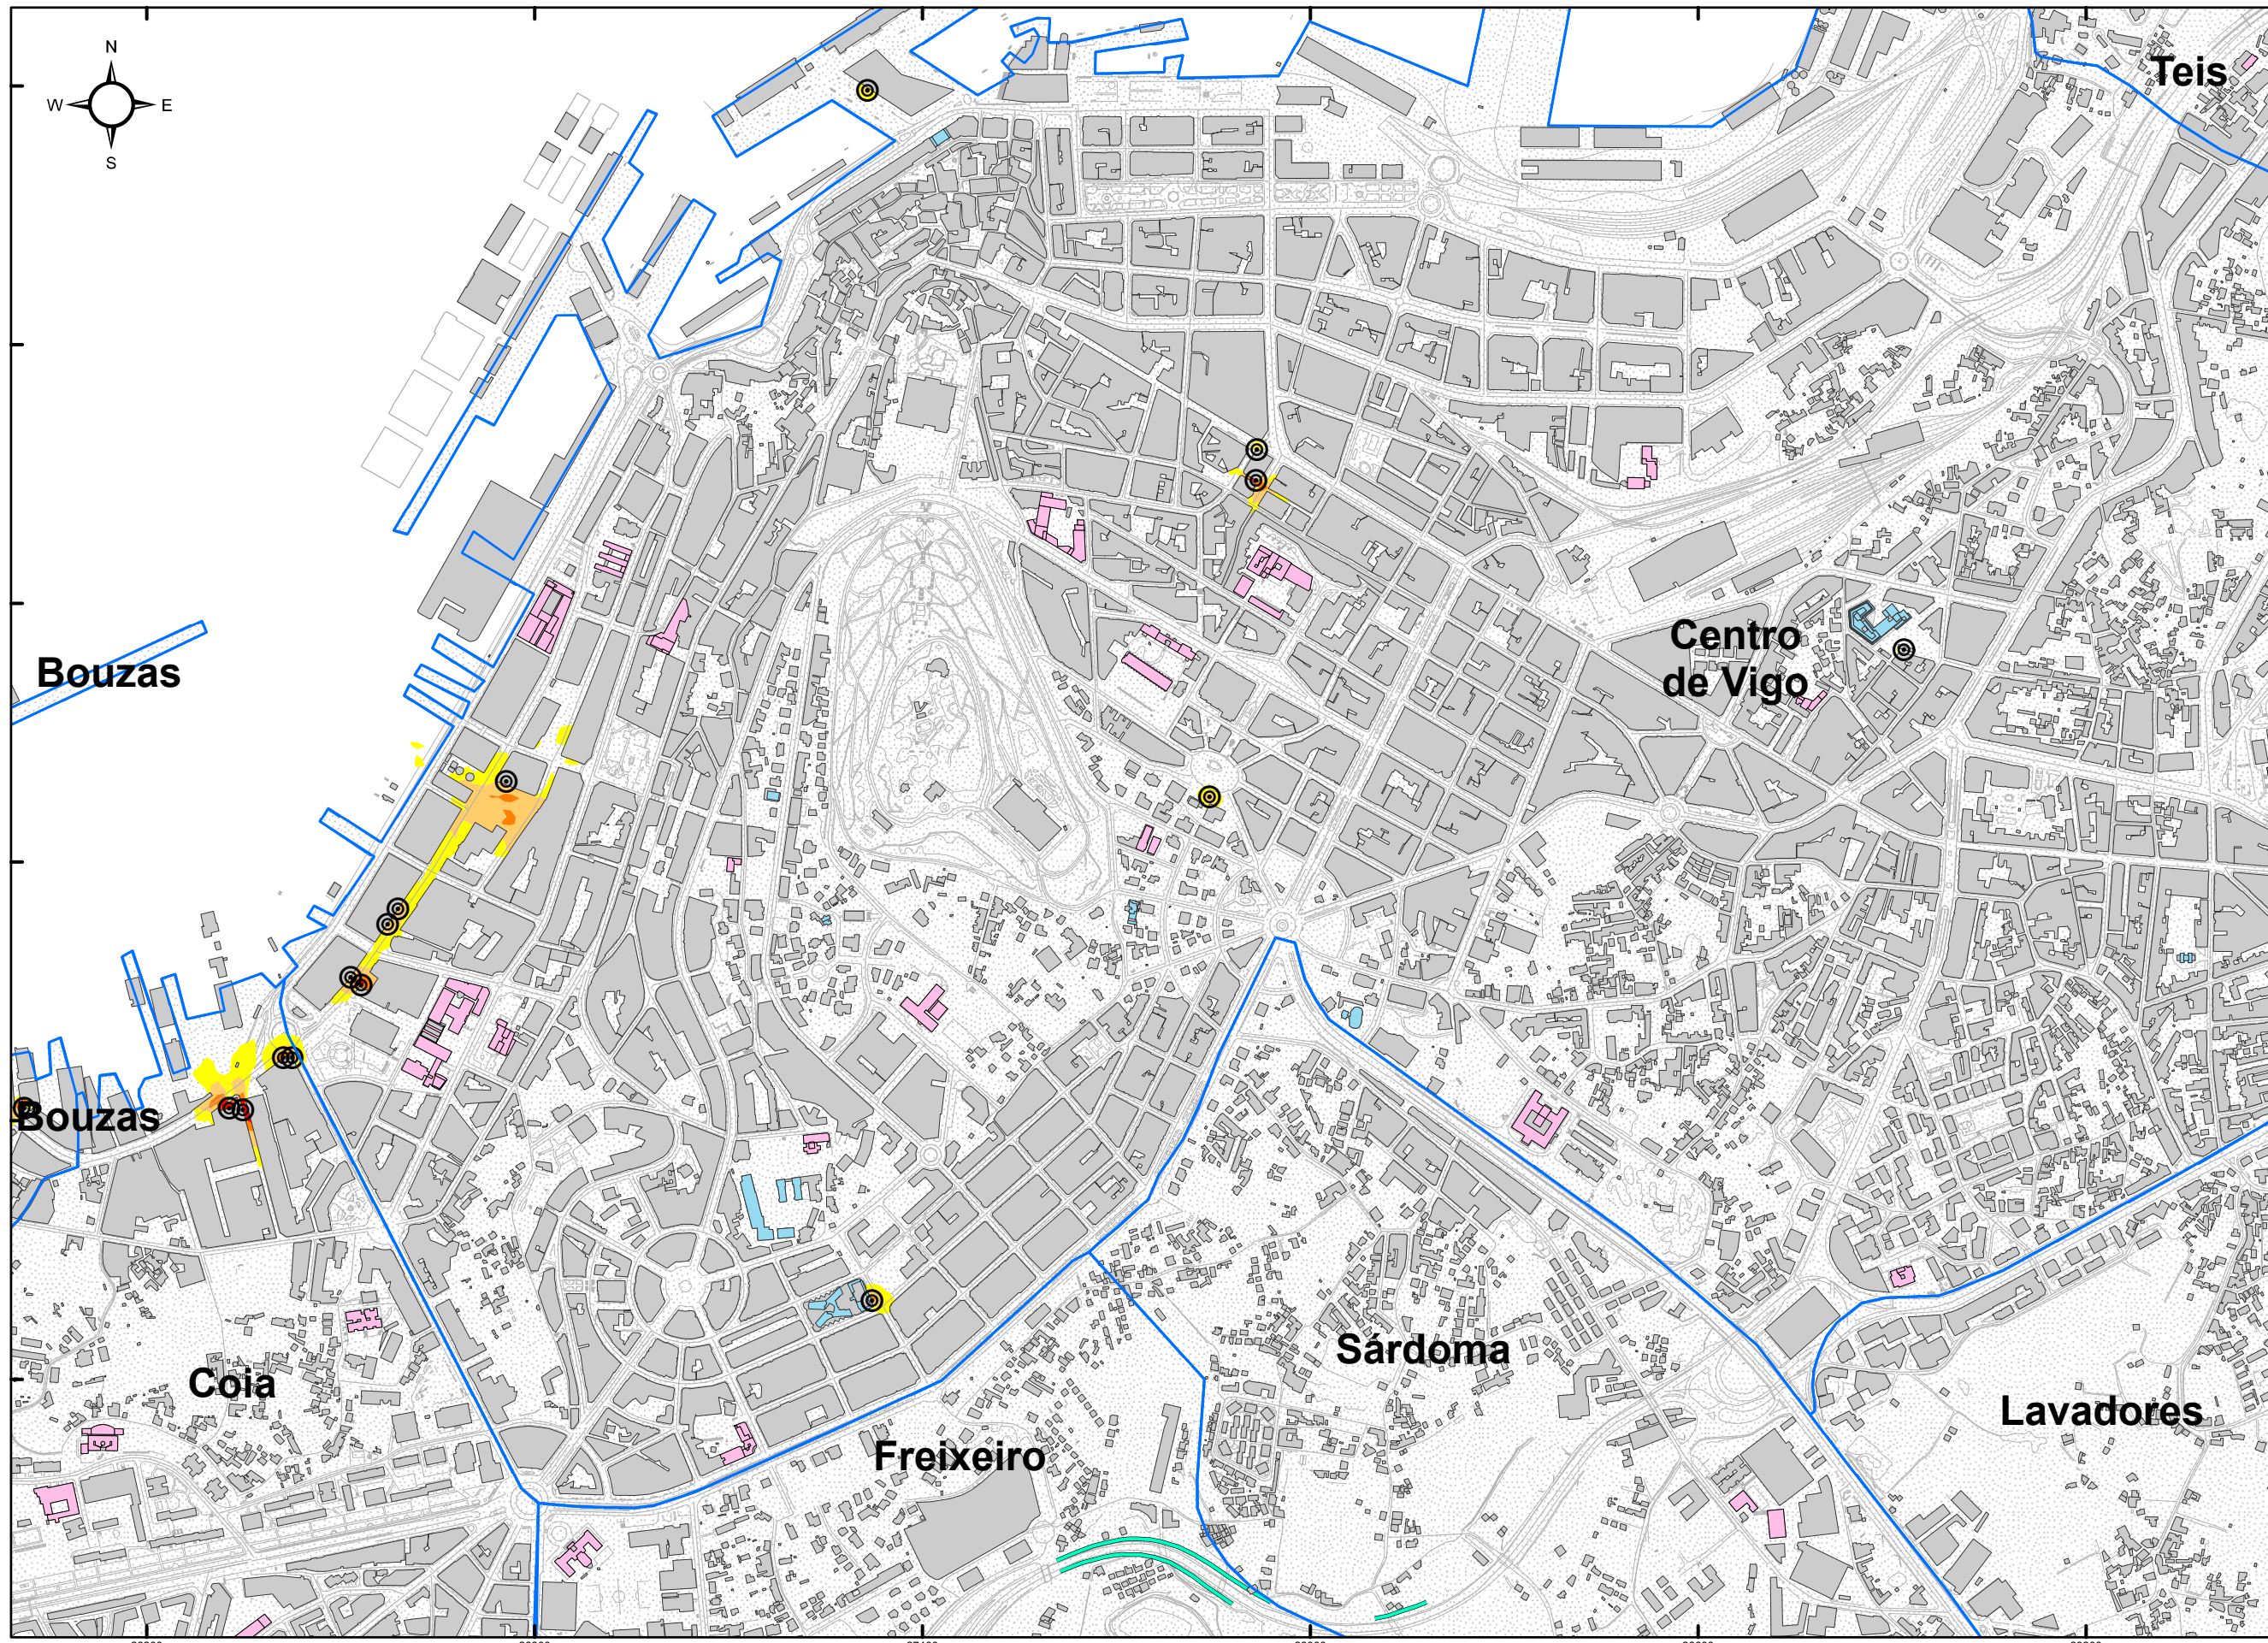 Teis
N
W E
S
Centro
de Vigo
Bouzas
Bouzas
Sárdoma
Coia
Lavadores
Freixeiro